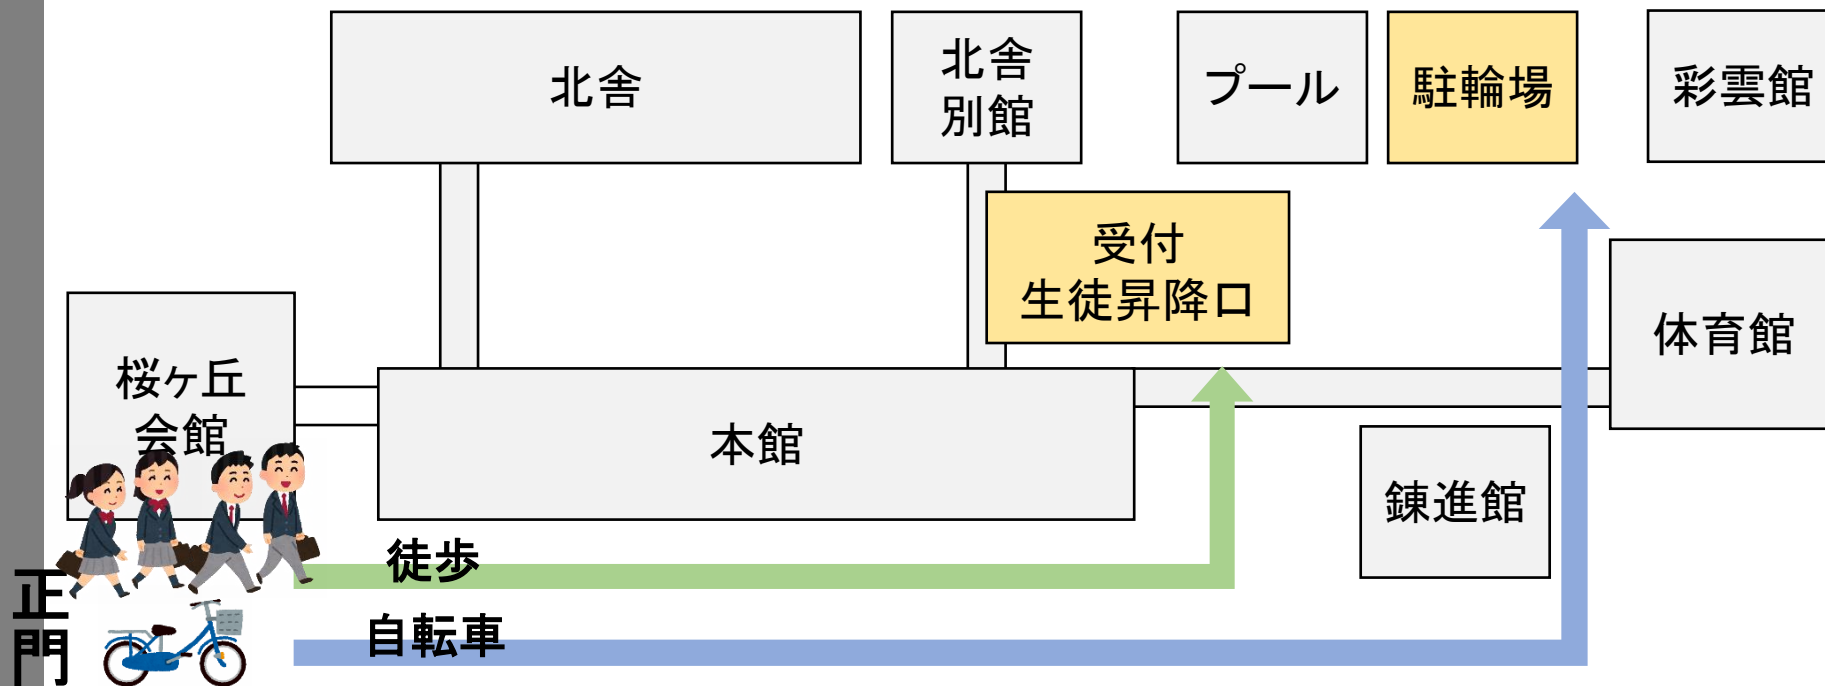 北舎
北舎
別館
プール
駐輪場
彩雲館
受付
生徒昇降口
体育館
桜ヶ丘
会館
本館
錬進館
徒歩
自転車
正
門